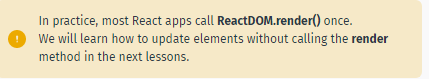 In practice, most React apps call ReactDOM.render() once.
We will learn how to update elements without calling the render
method in the next lessons.